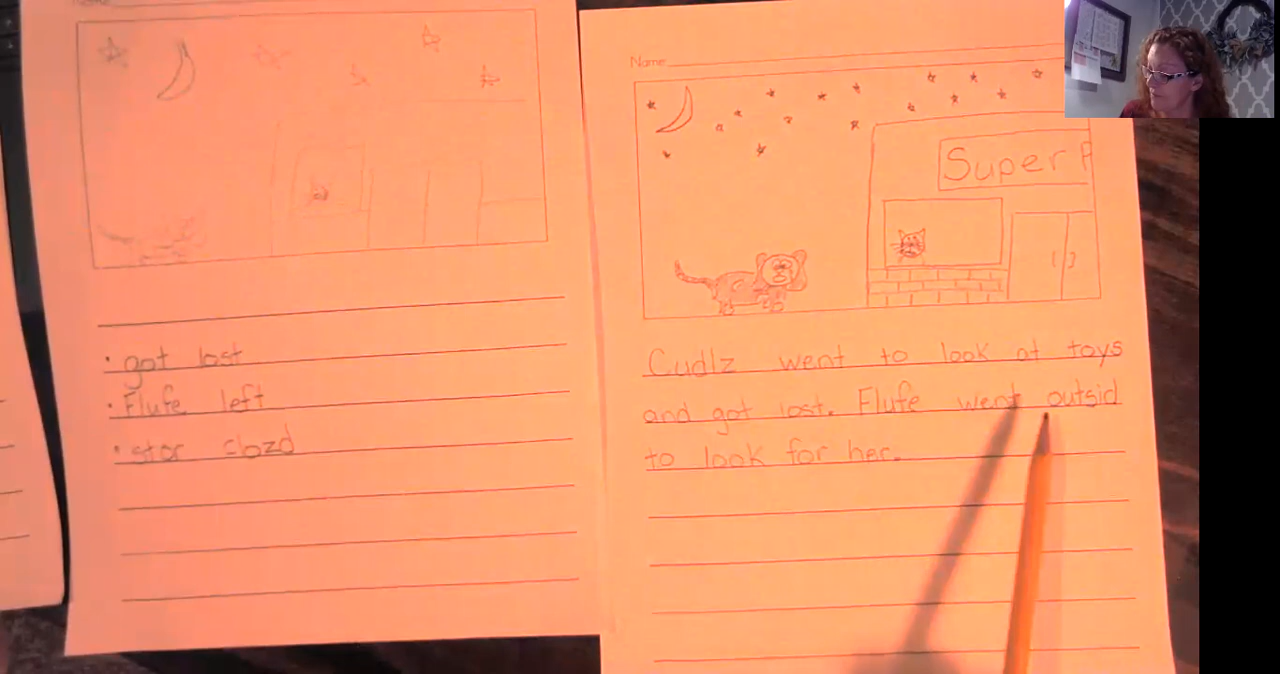 Name
Super P
· got lost
· Flufe left
· stor clozd
Cudlz went to look at toys
and got lost. Flufe went outsid
to look for her.